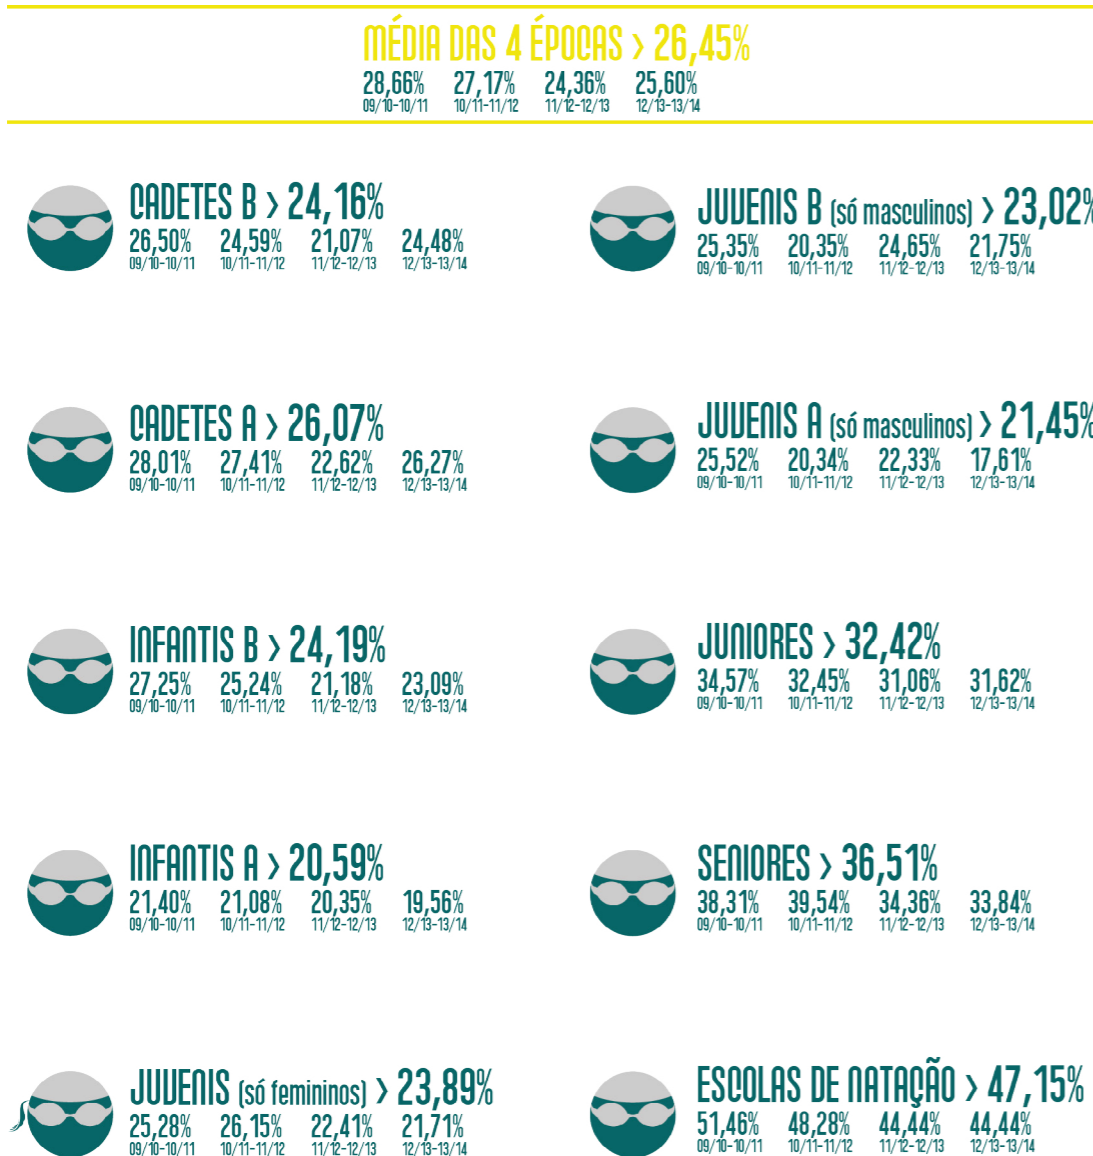 MÉDIA DAS 4 ÉPOCAS > 26,45%
28,66% 27,17% 24,36% 25,60%
09/10-10/11 10/11-11/12 11/12-12/13 12/13-13/14
CADETES B > 24,16%
26,50% 24,59% 21,07% 24,48%
09/10-10/11 10/11-11/12 11/12-12/13 12/13-13/14
CADETES A > 26,07%
28,01% 27,41% 22,62% 26,27%
09/10-10/11 10/11-11/12 11/12-12/13 12/13-13/14
INFANTIS B > 24,19%
27,25% 25,24% 21,18% 23,09%
09/10-10/11 10/11-11/12 11/12-12/13 12/13-13/14
INFANTIS A > 20,59%
21,40% 21,08% 20,35% 19,56%
09/10-10/11 10/11-11/12 11/12-12/13 12/13-13/14
JUVENIS (só femininos) > 23,89%
25,28% 26,15% 22,41% 21,71%
09/10-10/11 10/11-11/12 11/12-12/13 12/13-13/14
JUVENIS B (só masculinos) > 23,02%
25,35% 20,35% 24,65% 21,75%
09/10-10/11 10/11-11/12 11/12-12/13 12/13-13/14
JUVENIS A (só masculinos) > 21,45%
25,52% 20,34% 22,33% 17,61%
09/10-10/11 10/11-11/12 11/12-12/13 12/13-13/14
JUNIORES > 32,42%
34,57% 32,45% 31,06% 31,62%
09/10-10/11 10/11-11/12 11/12-12/13 12/13-13/14
SENIORES > 36,51%
38,31% 39,54% 34,36% 33,84%
09/10-10/11 10/11-11/12 11/12-12/13 12/13-13/14
ESCOLAS DE NATAÇÃO > 47,15%
51,46% 48,28% 44,44% 44,44%
09/10-10/11 10/11-11/12 11/12-12/13 12/13-13/14